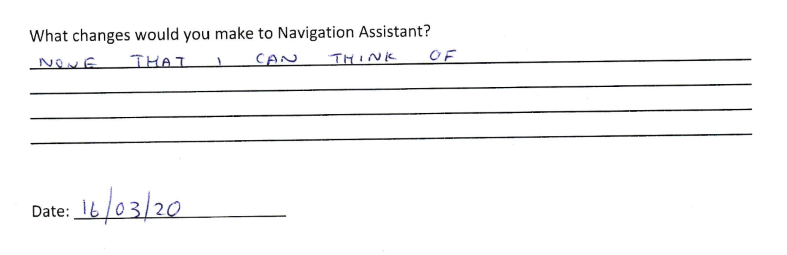 What changes would you make to Navigation Assistant?
NONE THAT I CAN THINK OF
Date: 16/03/20